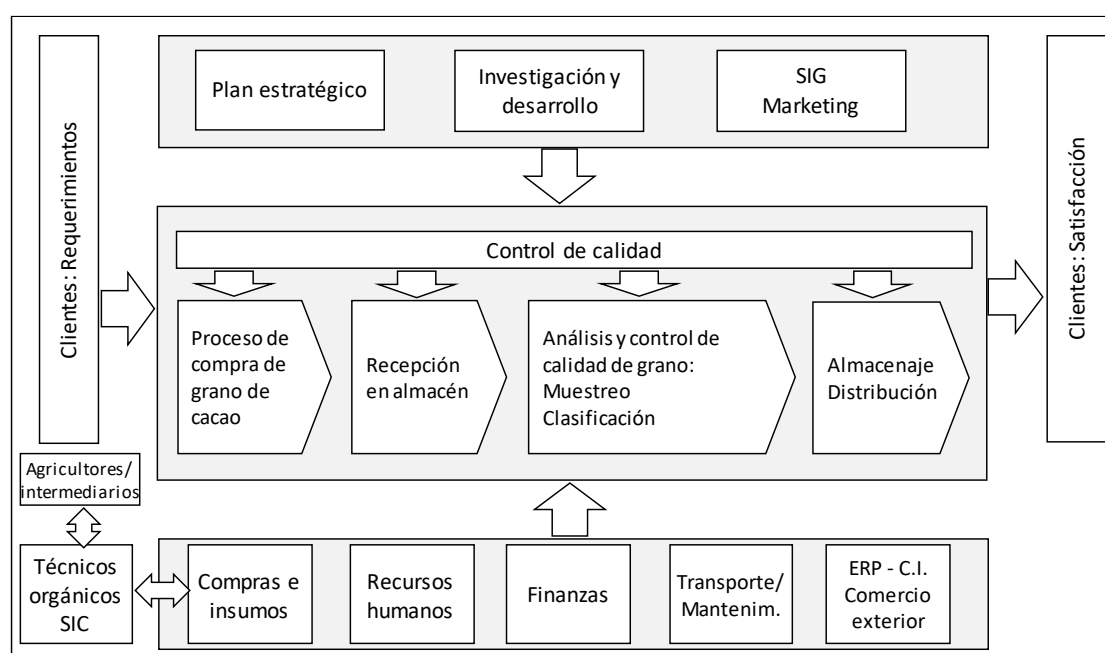 Clientes: Requerimientos
Plan estratégico
Investigación y
desarrollo
SIG
Marketing
Clientes: Satisfacción
Control de calidad
Proceso de
compra de
grano de
cacao
Recepción
en almacén
Análisis y control de
calidad de grano:
Muestreo
Clasificación
Almacenaje
Distribución
Agricultores/
intermediarios
Técnicos
orgánicos
SIC
Compras e
insumos
Recursos
humanos
Finanzas
Transporte/
Mantenim.
ERP - C.I.
Comercio
exterior